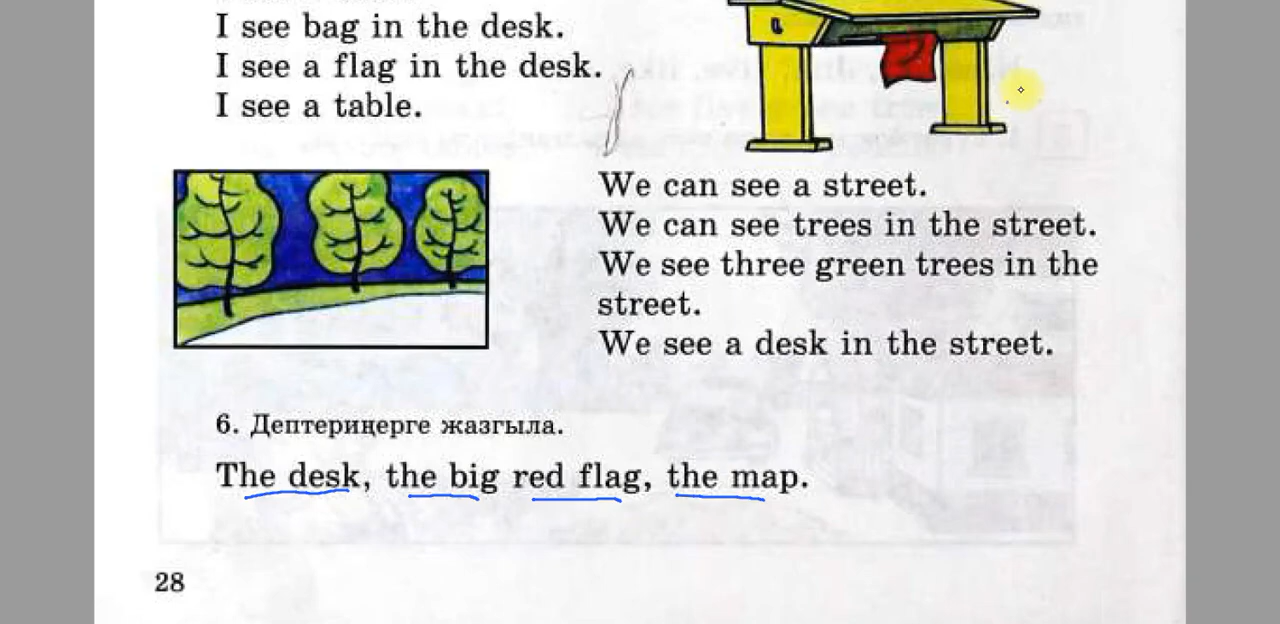 I see bag in the desk.
I see a flag in the desk.
I see a table.
We can see a street.
We can see trees in the street.
We see three green trees in the
street.
We see a desk in the street.
6. Дептериңерге жазгыла.
The desk, the big red flag, the map.
28